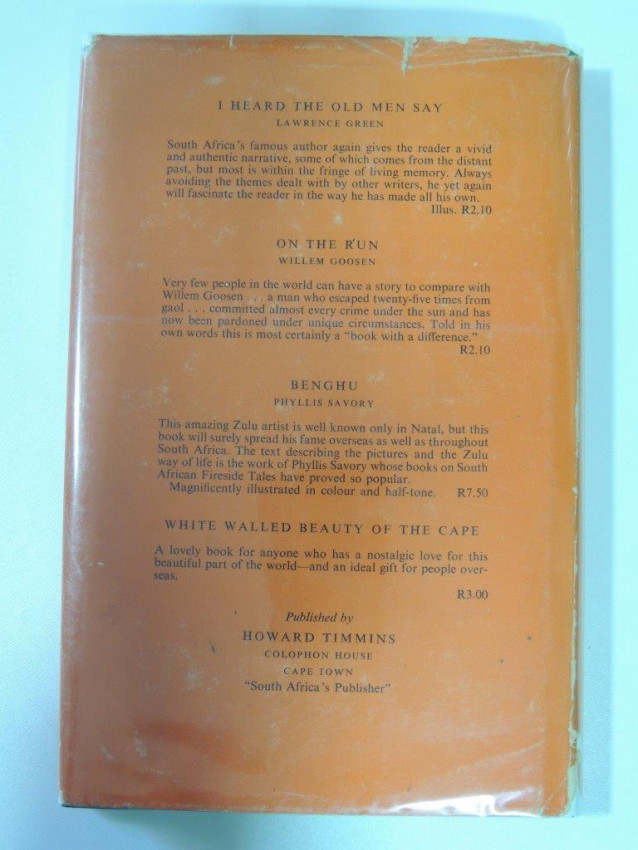 I HEARD THE OLD MEN SAY
LAWRENCE GREEN
South Africa's famous author again gives the reader a vivid
and authentic narrative, some of which comes from the distant
past, but most is within the fringe of living memory. Always
avoiding the themes dealt with by other writers, he yet again
will fascinate the reader in the way he has made all his own.
Illus. R2.10
ON THE RUN
WILLEM GOOSEN
Very few people in the world can have a story to compare with
Willem Goosen . . . a man who escaped twenty-five times from
gaol . . . committed almost every crime under the sun and has
now been pardoned under unique circumstances. Told in his
own words this is most certainly a "book with a difference."
R2.10
BENGHU
PHYLLIS SAVORY
This amazing Zulu artist is well known only in Natal, but this
book will surely spread his fame overseas as well as throughout
South Africa. The text describing the pictures and the Zulu
way of life is the work of Phyllis Savory whose books on South
African Fireside Tales have proved so popular.
Magnificently illustrated in colour and half-tone. R7.50
WHITE WALLED BEAUTY OF THE CAPE
A lovely book for anyone who has a nostalgic love for this
beautiful part of the world—and an ideal gift for people over-
seas.
R3.00
Published by
HOWARD TIMMINS
COLOPHON HOUSE
CAPE TOWN
"South Africa's Publisher"